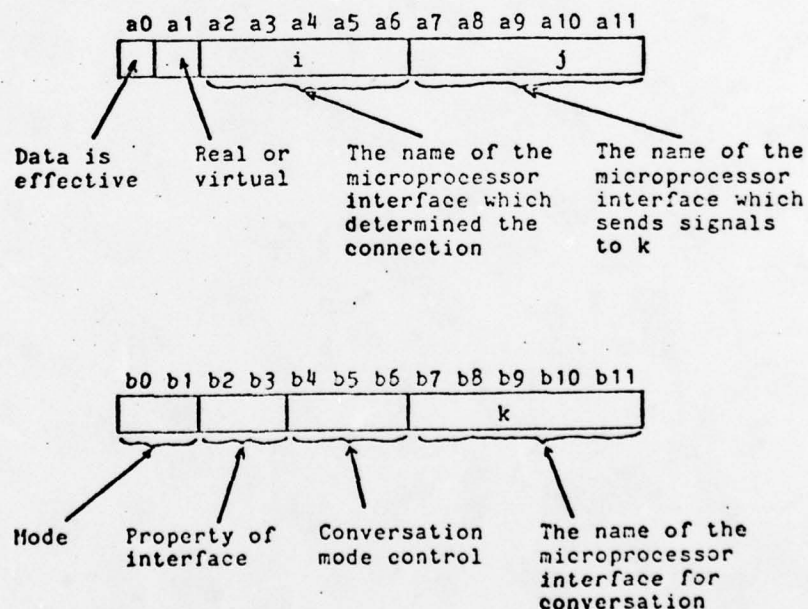 a0 a1 a2 a3 a4 a5 a6 a7 a8 a9 a10 a11
i j
Data is effective
Real or virtual
The name of the microprocessor interface which determined the connection
The name of the microprocessor interface which sends signals to k
b0 b1 b2 b3 b4 b5 b6 b7 b8 b9 b10 b11
k
Mode
Property of interface
Conversation mode control
The name of the microprocessor interface for conversation